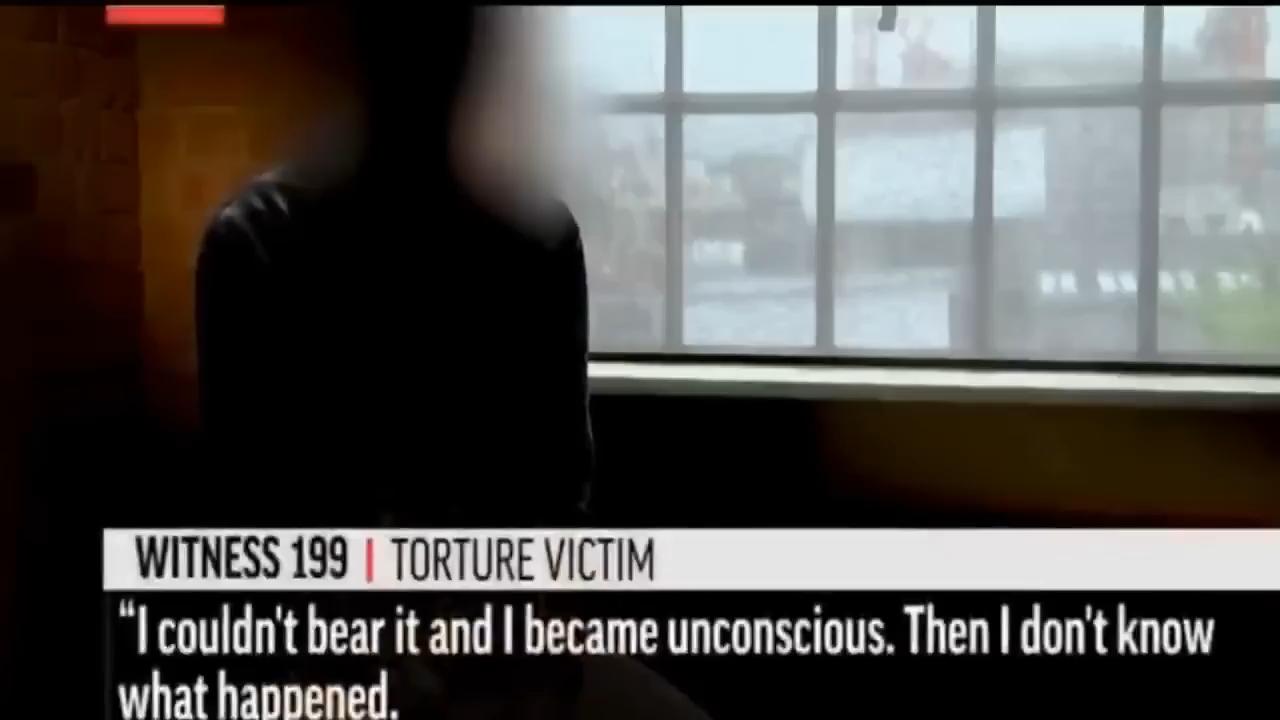 WITNESS 199 | TORTURE VICTIM
“I couldn't bear it and I became unconscious. Then I don't know
what happened.